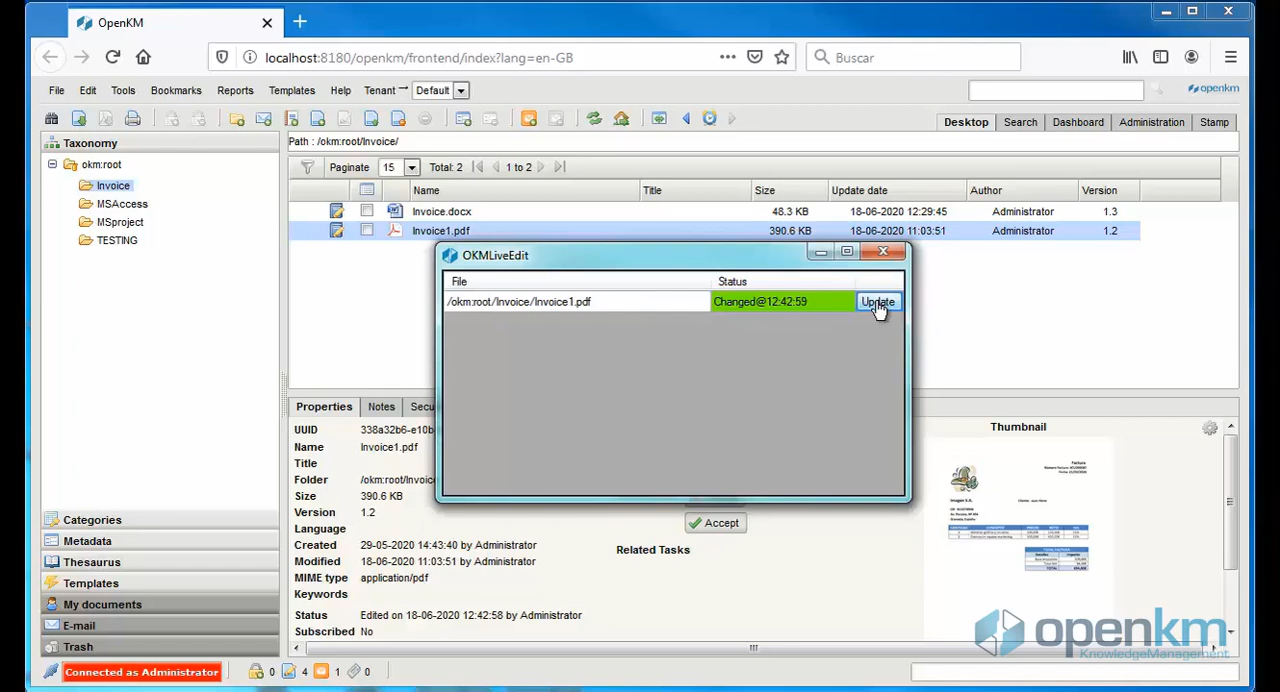 OpenKM
localhost:8180/openkm/frontend/index?lang=en-GB
Buscar
File Edit Tools Bookmarks Reports Templates Help Tenant Default
openkm
Desktop Search Dashboard Administration Stamp
Taxonomy
okm:root
Invoice
MSAccess
MSproject
TESTING
Path : /okm:root/Invoice/
Paginate 15 Total: 2 1 to 2
Name Title Size Update date Author Version
Invoice.docx 48.3 KB 18-06-2020 12:29:45 Administrator 1.3
Invoice1.pdf 390.6 KB 18-06-2020 11:03:51 Administrator 1.2
OKMLiveEdit
File Status
/okm:root/Invoice/Invoice1.pdf Changed@12:42:59 Update
Properties Notes Secu
UUID 338a32b6-e10b
Name Invoice1.pdf
Title
Folder /okm:root/Invoic
Size 390.6 KB
Version 1.2
Language
Created 29-05-2020 14:43:40 by Administrator
Modified 18-06-2020 11:03:51 by Administrator
MIME type application/pdf
Keywords
Status Edited on 18-06-2020 12:42:58 by Administrator
Subscribed No
Accept
Related Tasks
Thumbnail
Factura
TOTAL
Categories
Metadata
Thesaurus
Templates
My documents
E-mail
Trash
openkm
KnowledgeManagement
Connected as Administrator 0 4 1 0